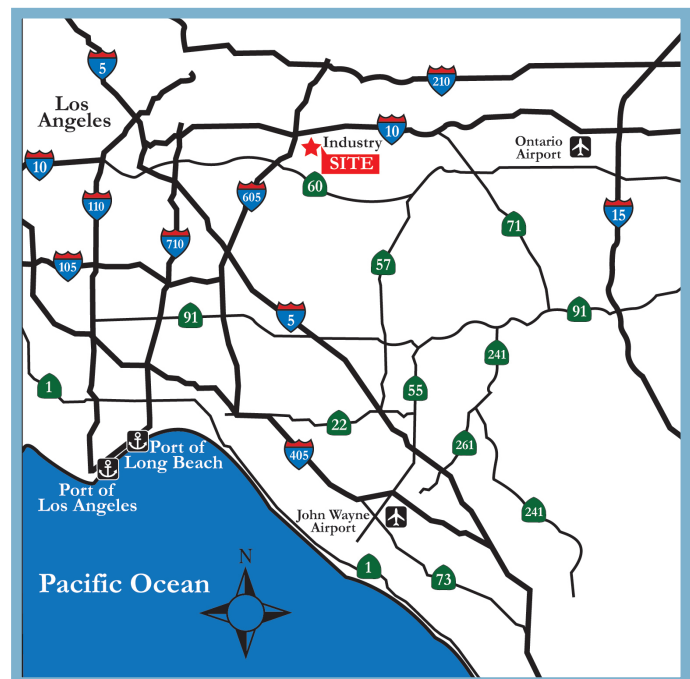 5
210
Los
Angeles
10
Industry
SITE
Ontario
Airport
10
60
605
110
15
71
710
57
105
91
5
91
241
1
55
22
261
Port of
Long Beach
405
Port of
Los Angeles
241
John Wayne
Airport
N
1
73
Pacific Ocean